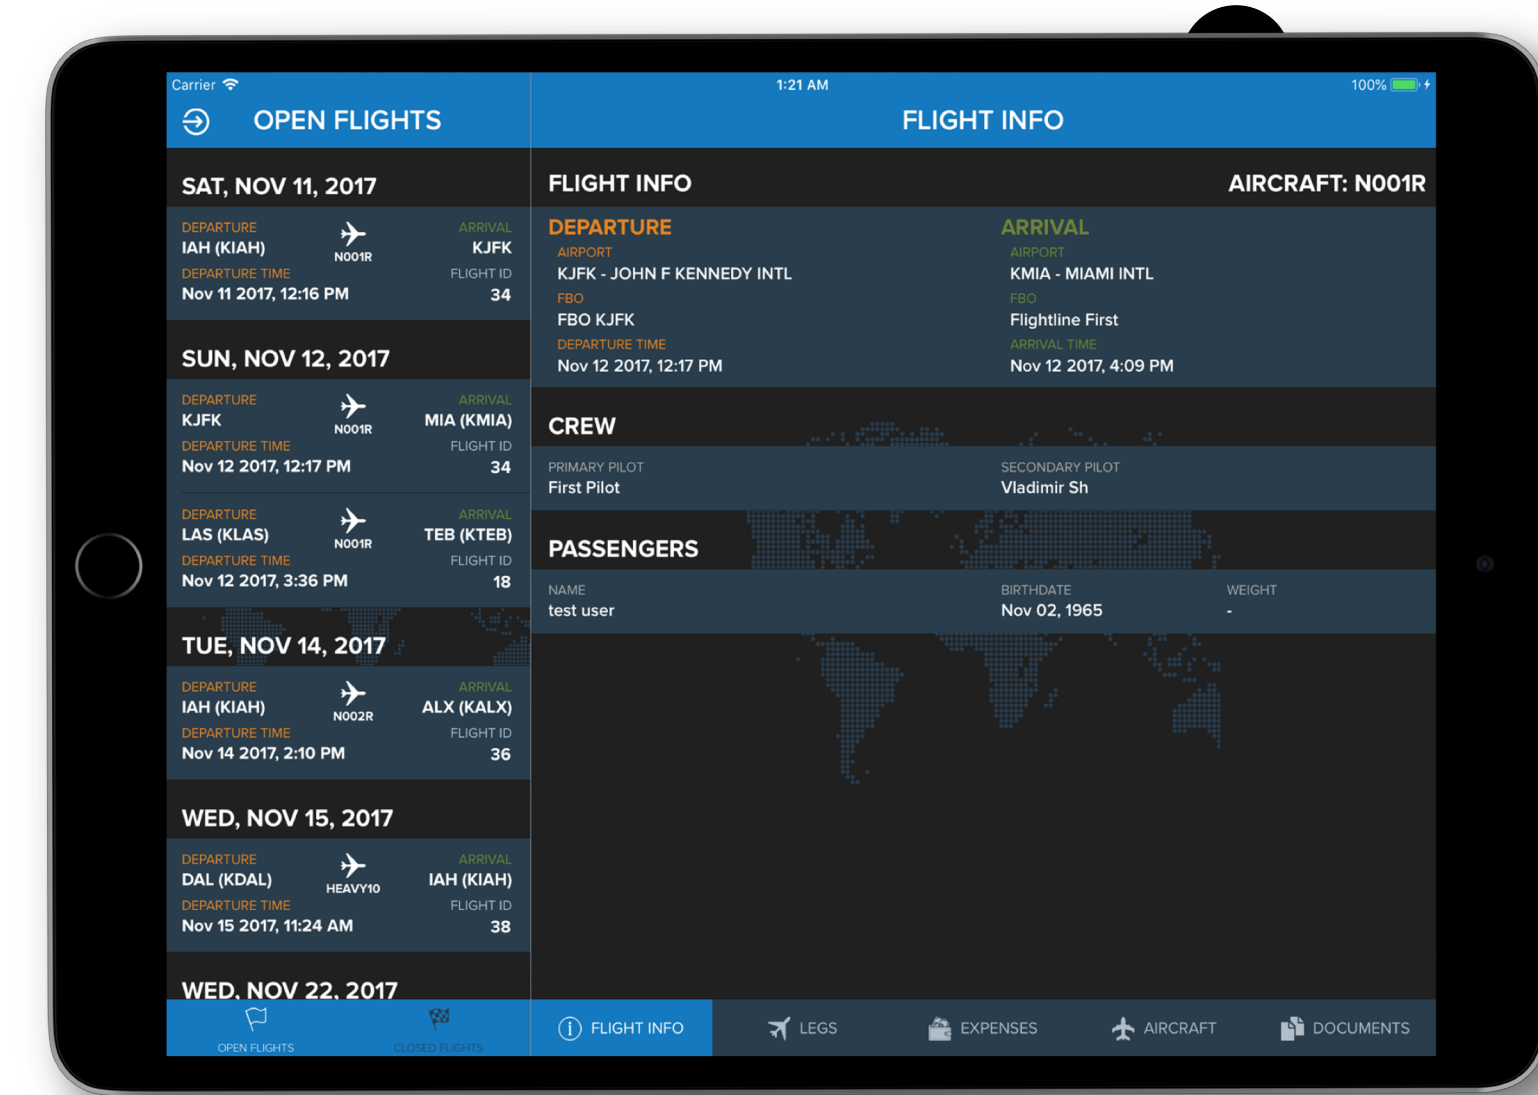 Carrier
1:21 AM
100%
OPEN FLIGHTS
FLIGHT INFO
SAT, NOV 11, 2017
DEPARTURE
ARRIVAL
IAH (KIAH)
N001R
KJFK
DEPARTURE TIME
FLIGHT ID
Nov 11 2017, 12:16 PM
34
SUN, NOV 12, 2017
DEPARTURE
ARRIVAL
KJFK
N001R
MIA (KMIA)
DEPARTURE TIME
FLIGHT ID
Nov 12 2017, 12:17 PM
34
DEPARTURE
ARRIVAL
LAS (KLAS)
N001R
TEB (KTEB)
DEPARTURE TIME
FLIGHT ID
Nov 12 2017, 3:36 PM
18
TUE, NOV 14, 2017
DEPARTURE
ARRIVAL
IAH (KIAH)
N002R
ALX (KALX)
DEPARTURE TIME
FLIGHT ID
Nov 14 2017, 2:10 PM
36
WED, NOV 15, 2017
DEPARTURE
ARRIVAL
DAL (KDAL)
HEAVY10
IAH (KIAH)
DEPARTURE TIME
FLIGHT ID
Nov 15 2017, 11:24 AM
38
WED, NOV 22, 2017
OPEN FLIGHTS
CLOSED FLIGHTS
FLIGHT INFO
AIRCRAFT: N001R
DEPARTURE
AIRPORT
KJFK - JOHN F KENNEDY INTL
FBO
FBO KJFK
DEPARTURE TIME
Nov 12 2017, 12:17 PM
ARRIVAL
AIRPORT
KMIA - MIAMI INTL
FBO
Flightline First
ARRIVAL TIME
Nov 12 2017, 4:09 PM
CREW
PRIMARY PILOT
First Pilot
SECONDARY PILOT
Vladimir Sh
PASSENGERS
NAME
test user
BIRTHDATE
Nov 02, 1965
WEIGHT
-
FLIGHT INFO
LEGS
EXPENSES
AIRCRAFT
DOCUMENTS